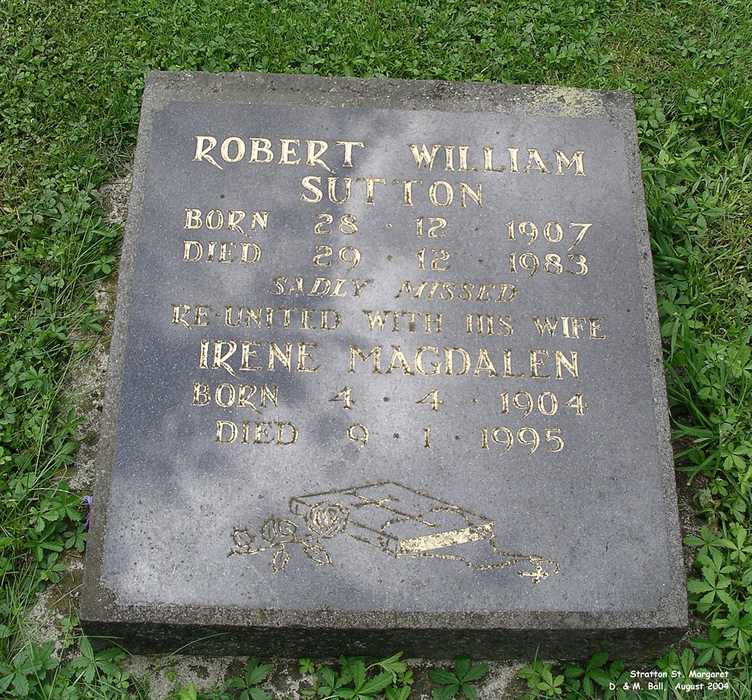 ROBERT WILLIAM
SUTTON
BORN 28 · 12 · 1907
DIED 29 · 12 · 1983
SADLY MISSED
RE-UNITED WITH HIS WIFE
IRENE MAGDALEN
BORN 4 · 4 · 1904
DIED 9 · 1 · 1995
Stratton St. Margaret
D. & M. Ball, August 2004